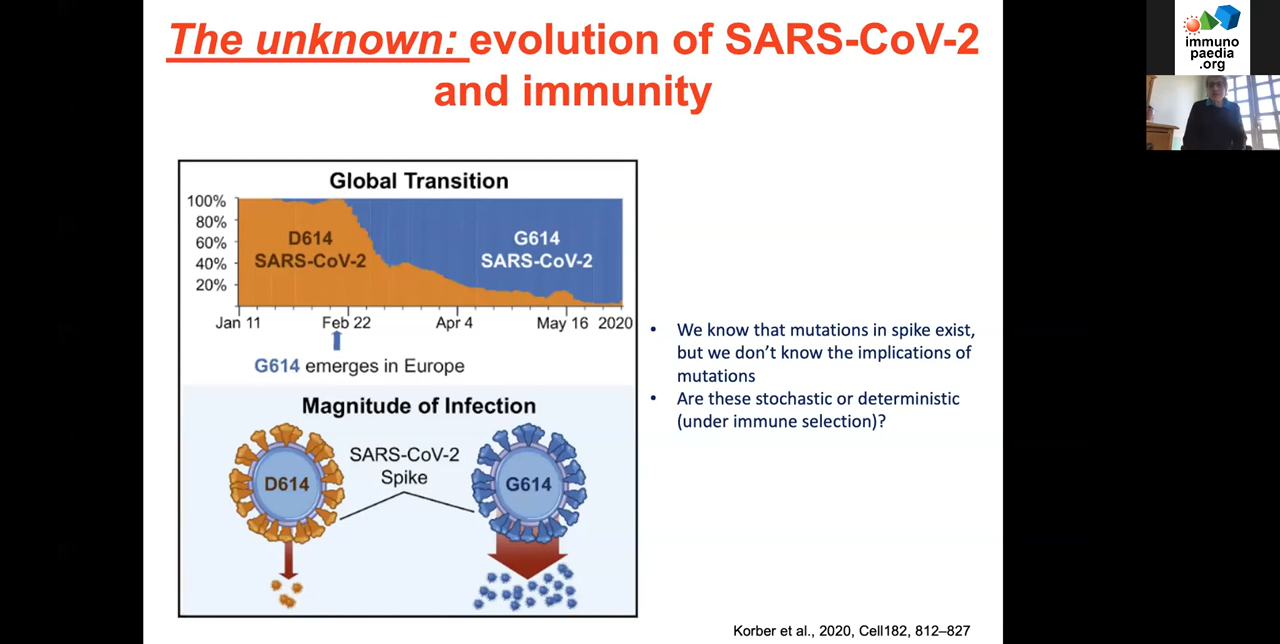 The unknown: evolution of SARS-CoV-2
and immunity
immuno
paedia
.org
Global Transition
100%
80%
60%
40%
20%
D614
SARS-CoV-2
G614
SARS-CoV-2
Jan 11 Feb 22 Apr 4 May 16 2020
G614 emerges in Europe
Magnitude of Infection
SARS-CoV-2
Spike
D614
G614
• We know that mutations in spike exist,
but we don’t know the implications of
mutations
• Are these stochastic or deterministic
(under immune selection)?
Korber et al., 2020, Cell182, 812–827